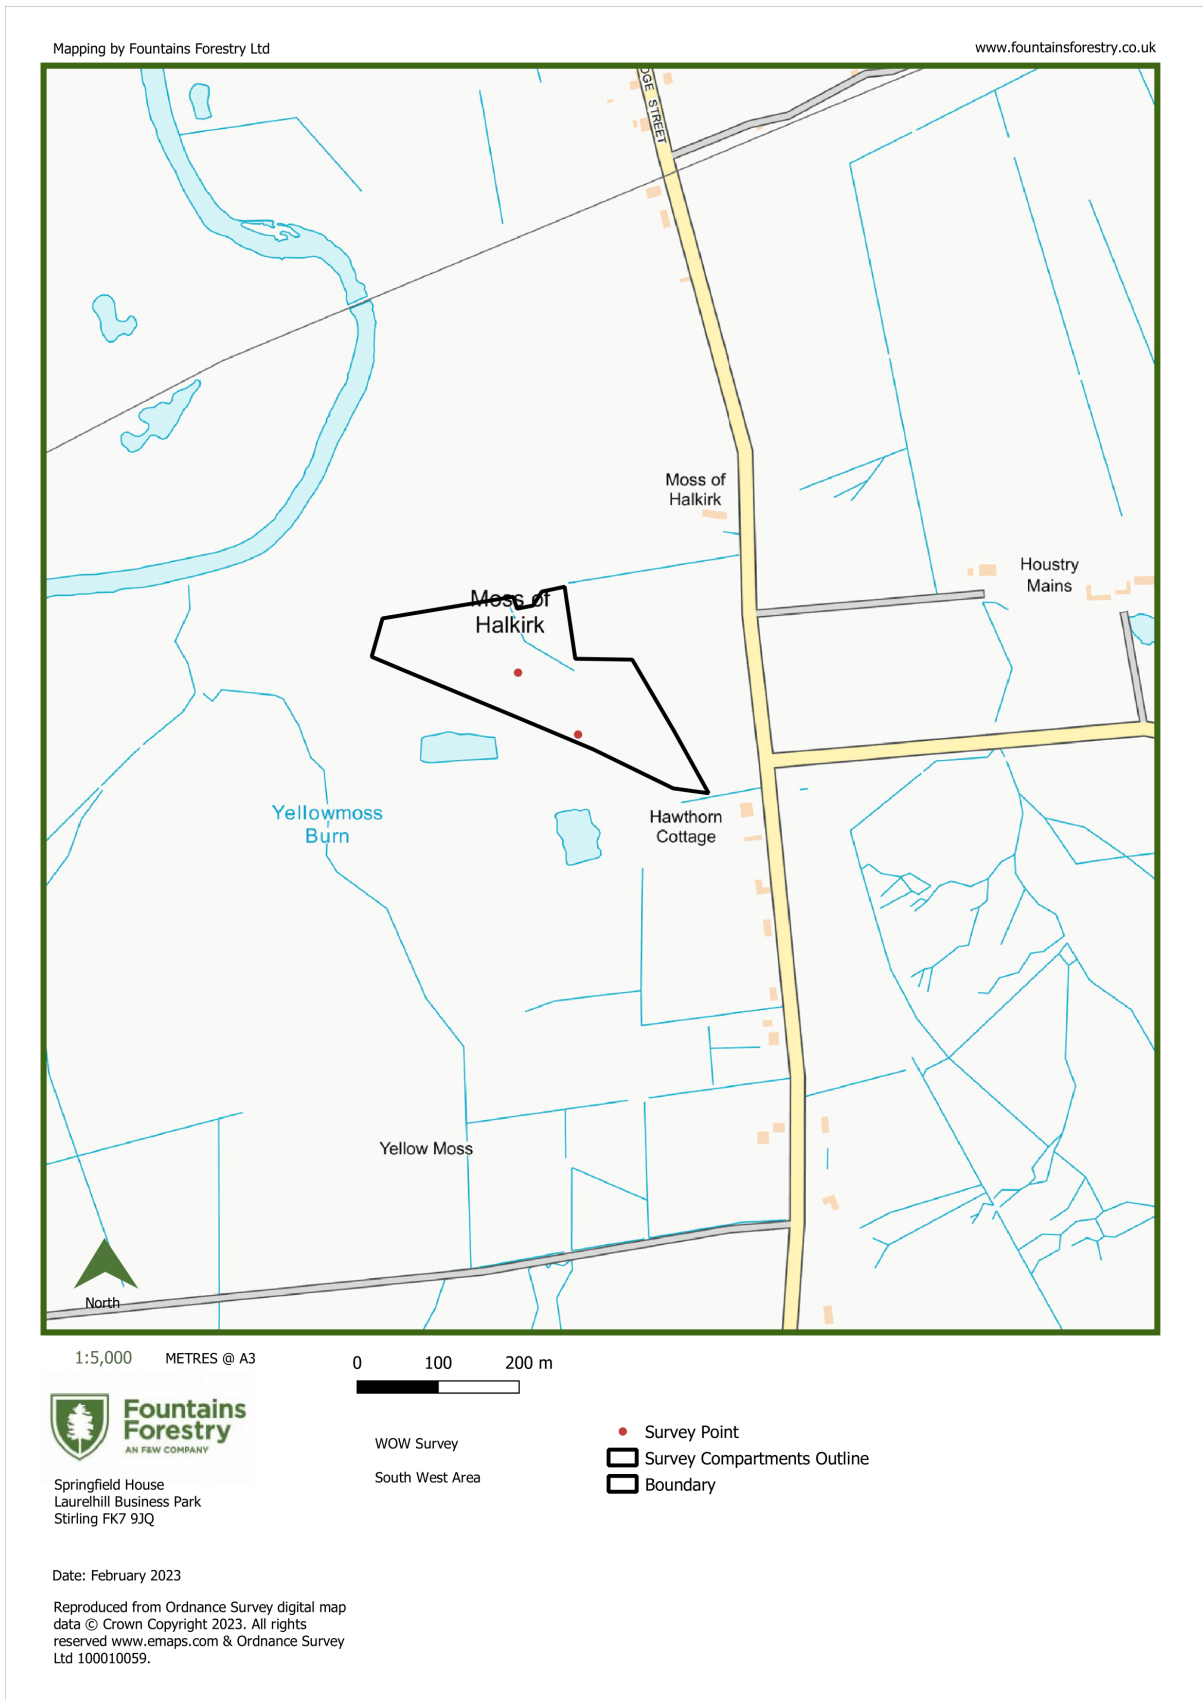 Mapping by Fountains Forestry Ltd
www.fountainsforestry.co.uk
STREET
Moss of
Halkirk
Houstry
Mains
Moss of
Halkirk
Yellowmoss
Burn
Hawthorn
Cottage
Yellow Moss
North
1:5,000
METRES @ A3
0 100 200 m
Fountains
Forestry
AN F&W COMPANY
WOW Survey
South West Area
Survey Point
Survey Compartments Outline
Boundary
Springfield House
Laurelhill Business Park
Stirling FK7 9JQ
Date: February 2023
Reproduced from Ordnance Survey digital map
data © Crown Copyright 2023. All rights
reserved www.emaps.com & Ordnance Survey
Ltd 100010059.